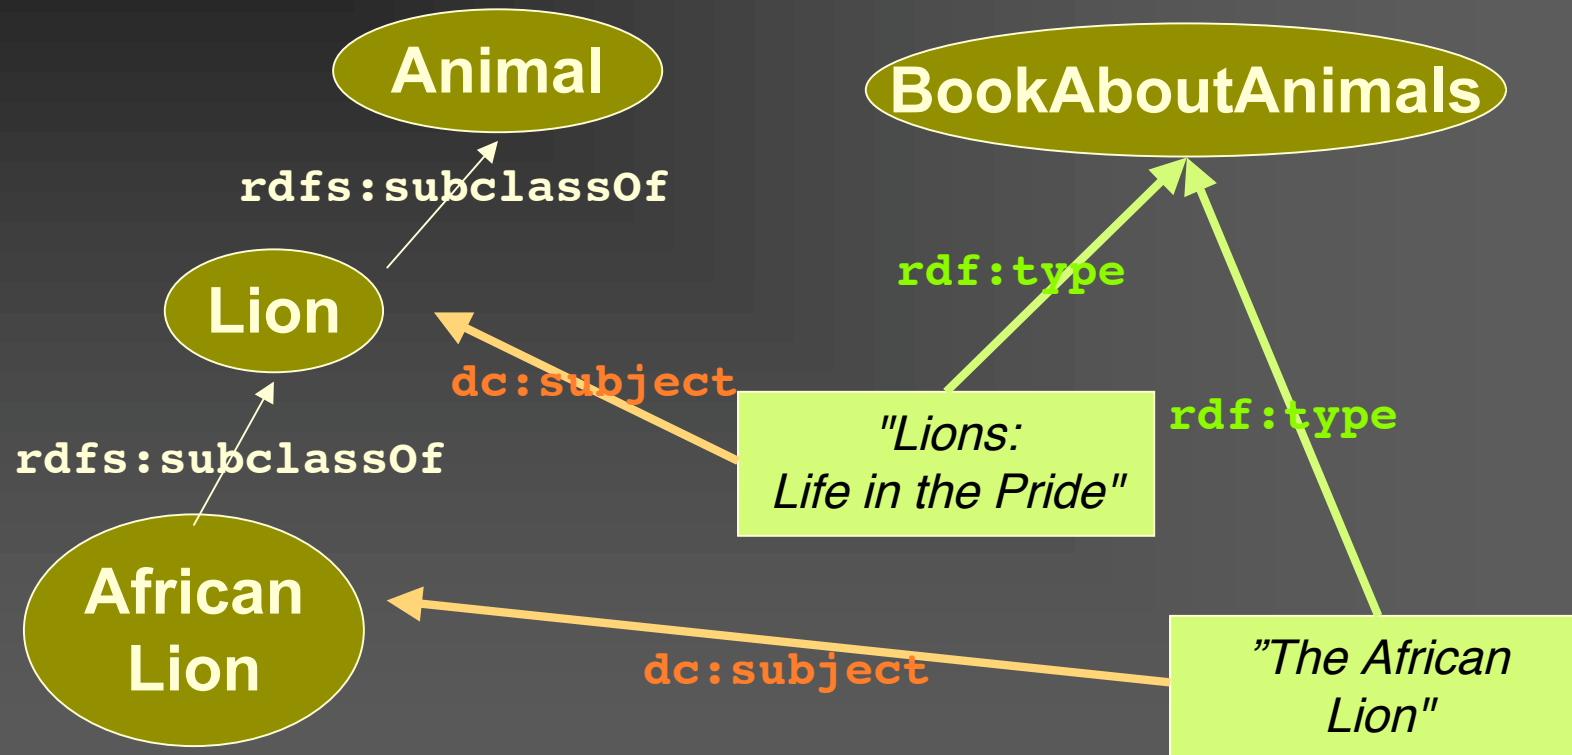 Animal
BookAboutAnimals
rdfs:subclassOf
rdf:type
Lion
dc:subject
rdf:type
"Lions:
Life in the Pride"
rdfs:subclassOf
African
Lion
dc:subject
”The African
Lion"